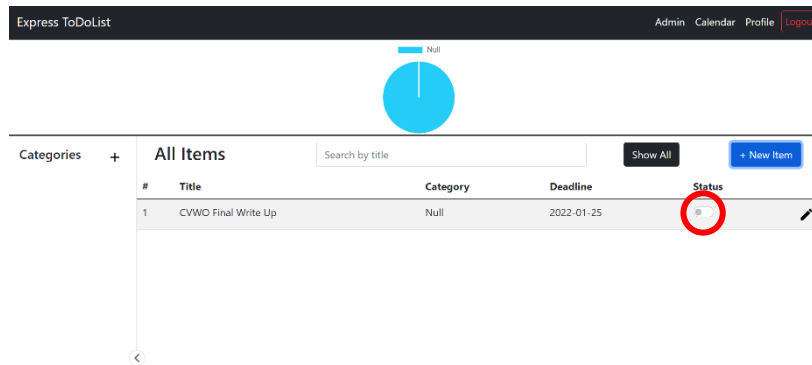 Express ToDoList Admin Calendar Profile Logout
Null
Categories + All Items Search by title Show All + New Item
# Title Category Deadline Status
1 CVWO Final Write Up Null 2022-01-25